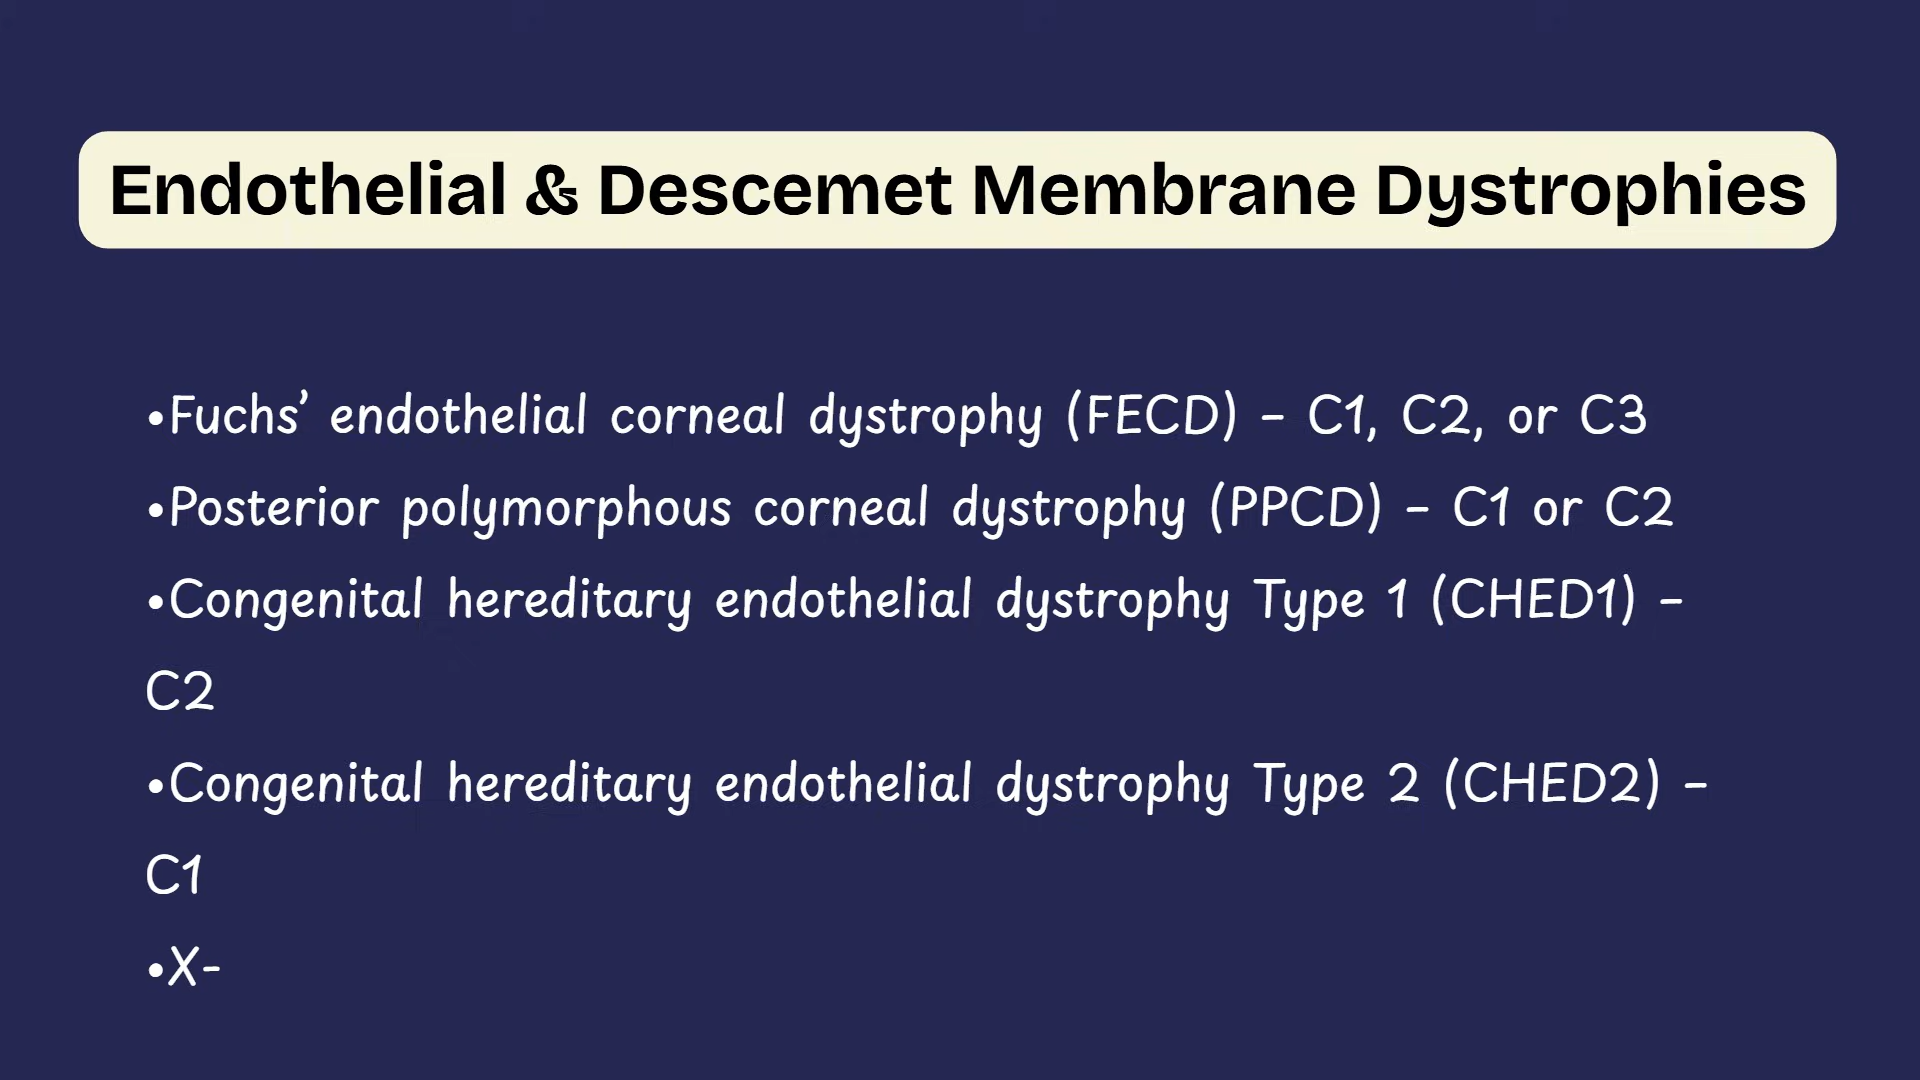 Endothelial & Descemet Membrane Dystrophies
•Fuchs’ endothelial corneal dystrophy (FECD) – C1, C2, or C3
•Posterior polymorphous corneal dystrophy (PPCD) – C1 or C2
•Congenital hereditary endothelial dystrophy Type 1 (CHED1) –
C2
•Congenital hereditary endothelial dystrophy Type 2 (CHED2) –
C1
•X-